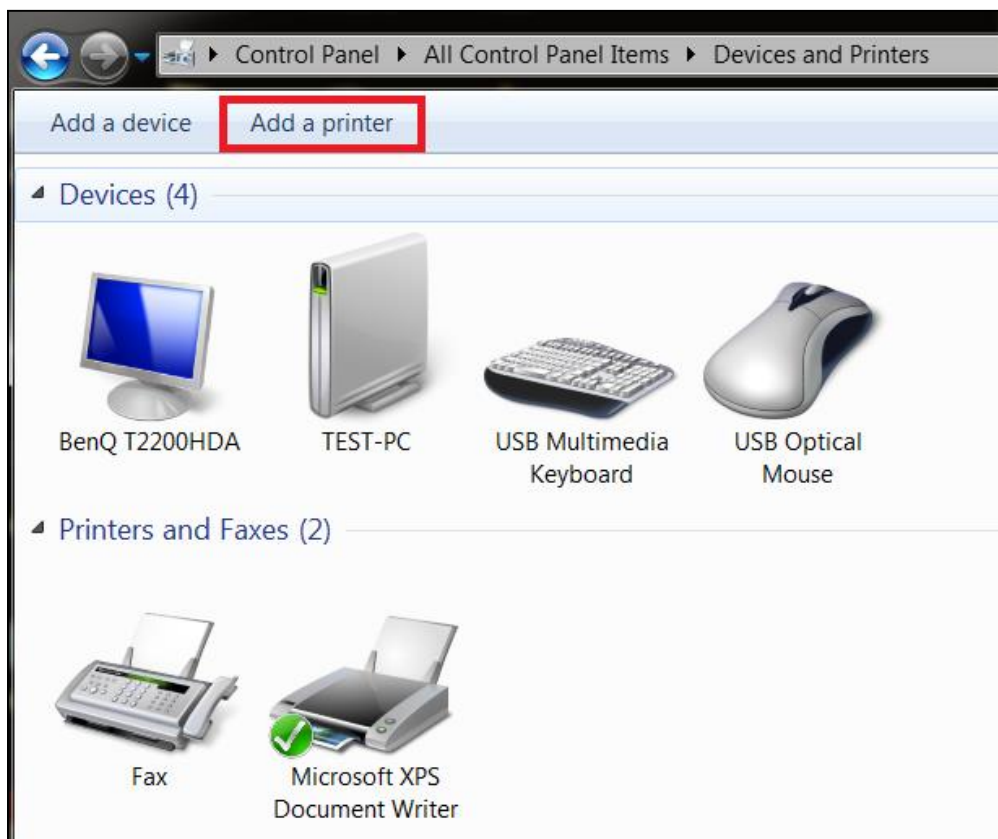 Control Panel ▸ All Control Panel Items ▸ Devices and Printers
Add a device Add a printer
Devices (4)
BenQ T2200HDA
TEST-PC
USB Multimedia
Keyboard
USB Optical
Mouse
Printers and Faxes (2)
Fax
Microsoft XPS
Document Writer